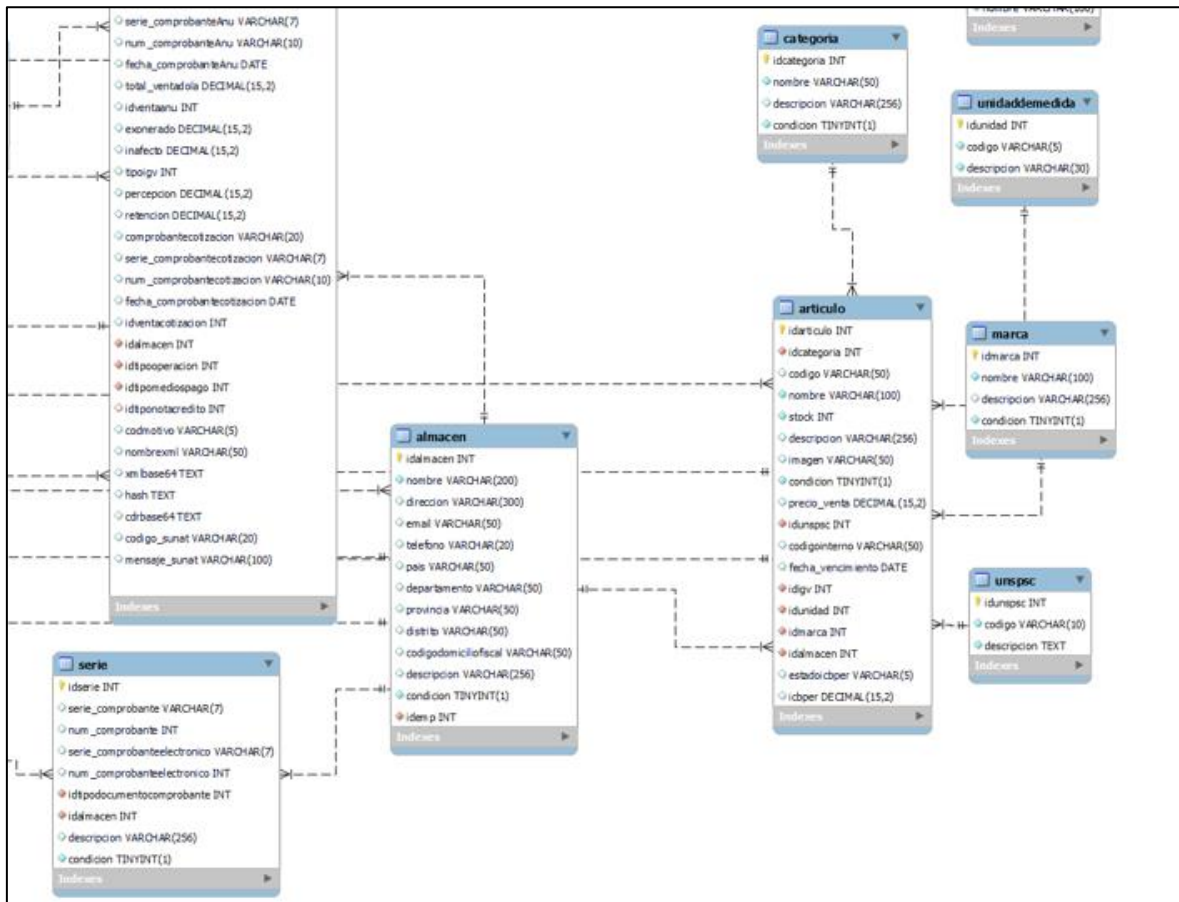 serie_comprobanteAnu VARCHAR(7)
num_comprobanteAnu VARCHAR(10)
fecha_comprobanteAnu DATE
total_ventadola DECIMAL(15,2)
idventaanu INT
exonerado DECIMAL(15,2)
inafecto DECIMAL(15,2)
tipoigv INT
percepcion DECIMAL(15,2)
retencion DECIMAL(15,2)
comprobantecotizacion VARCHAR(20)
serie_comprobantecotizacion VARCHAR(7)
num_comprobantecotizacion VARCHAR(10)
fecha_comprobantecotizacion DATE
idventacotizacion INT
idalmacen INT
idtipooperacion INT
idtipomediospago INT
idtiponotacredito INT
codmotivo VARCHAR(5)
nombrexml VARCHAR(50)
xmlbase64 TEXT
hash TEXT
cdrbase64 TEXT
codigo_sunat VARCHAR(20)
mensaje_sunat VARCHAR(100)
Indexes
serie
idserie INT
serie_comprobante VARCHAR(7)
num_comprobante INT
serie_comprobanteelectronico VARCHAR(7)
num_comprobanteelectronico INT
idtipodocumentocomprobante INT
idalmacen INT
descripcion VARCHAR(256)
condicion TINYINT(1)
Indexes
almacen
idalmacen INT
nombre VARCHAR(200)
direccion VARCHAR(300)
email VARCHAR(50)
telefono VARCHAR(20)
pais VARCHAR(50)
departamento VARCHAR(50)
provincia VARCHAR(50)
distrito VARCHAR(50)
codigodomiciliofiscal VARCHAR(50)
descripcion VARCHAR(256)
condicion TINYINT(1)
idemp INT
Indexes
categoria
idcategoria INT
nombre VARCHAR(50)
descripcion VARCHAR(256)
condicion TINYINT(1)
Indexes
articulo
idarticulo INT
idcategoria INT
codigo VARCHAR(50)
nombre VARCHAR(100)
stock INT
descripcion VARCHAR(256)
imagen VARCHAR(50)
condicion TINYINT(1)
precio_venta DECIMAL(15,2)
idunspsc INT
codigointerno VARCHAR(50)
fecha_vencimiento DATE
idigv INT
idunidad INT
idmarca INT
idalmacen INT
estadoicbper VARCHAR(5)
icbper DECIMAL(15,2)
Indexes
nombre VARCHAR(100)
Indexes
unidaddemedida
idunidad INT
codigo VARCHAR(5)
descripcion VARCHAR(30)
Indexes
marca
idmarca INT
nombre VARCHAR(100)
descripcion VARCHAR(256)
condicion TINYINT(1)
Indexes
unspsc
idunspsc INT
codigo VARCHAR(10)
descripcion TEXT
Indexes